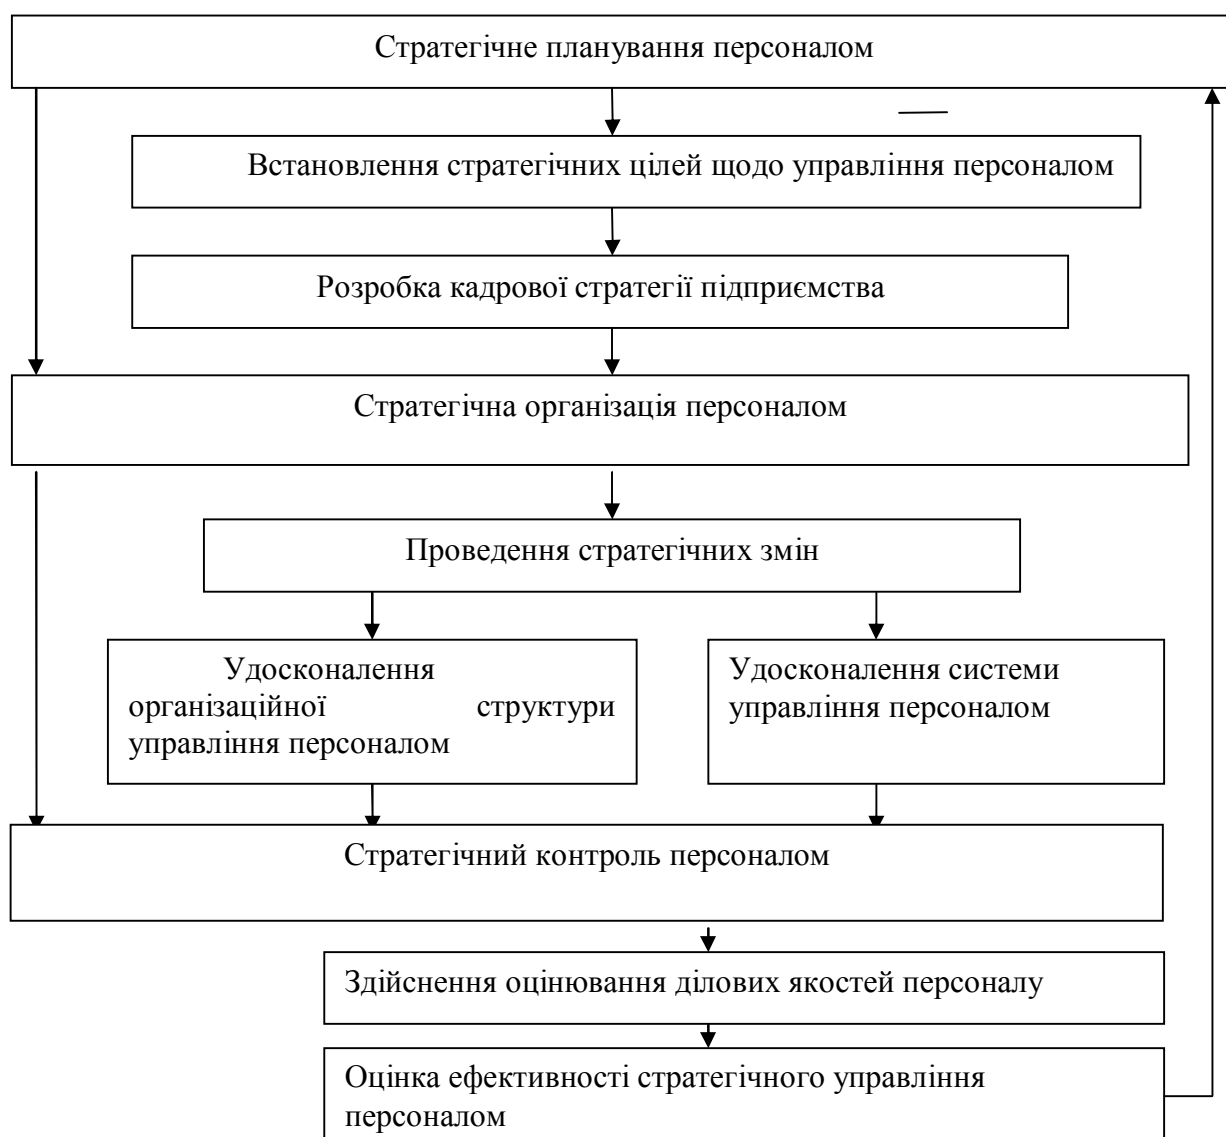 Стратегічне планування персоналом
Встановлення стратегічних цілей щодо управління персоналом
Розробка кадрової стратегії підприємства
Стратегічна організація персоналом
Проведення стратегічних змін
Удосконалення
організаційної структури
управління персоналом
Удосконалення системи
управління персоналом
Стратегічний контроль персоналом
Здійснення оцінювання ділових якостей персоналу
Оцінка ефективності стратегічного управління
персоналом